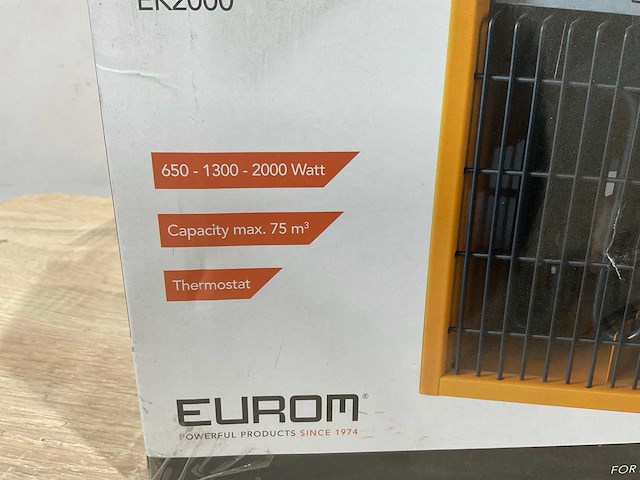 EK2000
650 - 1300 - 2000 Watt
Capacity max. 75 m³
Thermostat
EUROM®
POWERFUL PRODUCTS SINCE 1974
FOR